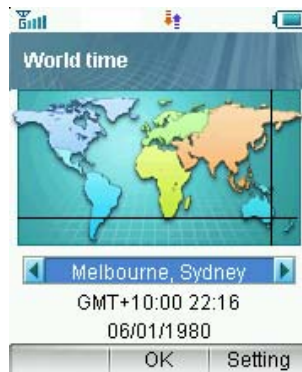 World time
Melbourne, Sydney
GMT+10:00 22:16
06/01/1980
OK Setting